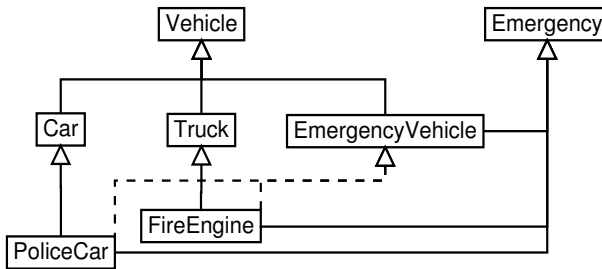 Vehicle
Emergency
Car
Truck
EmergencyVehicle
FireEngine
PoliceCar